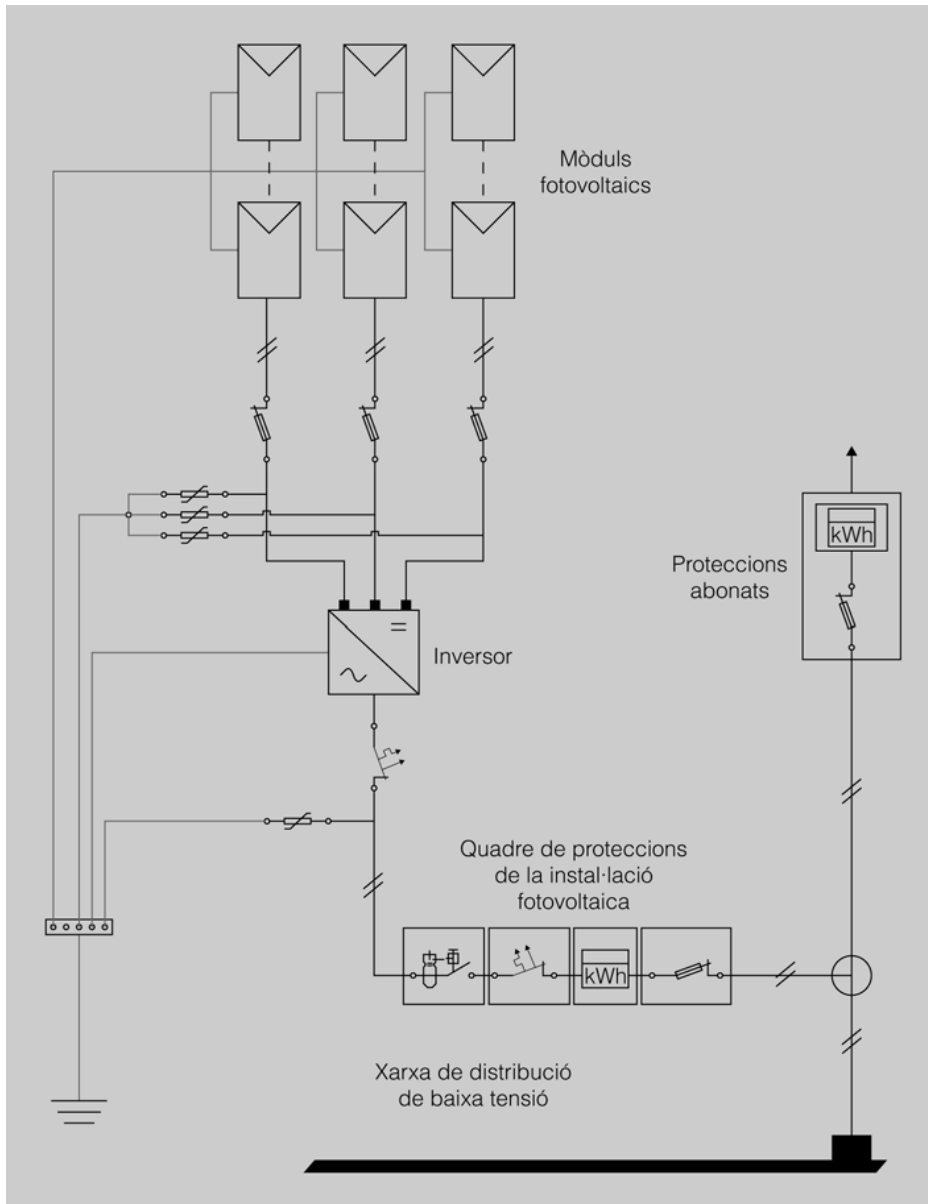 Mòduls
fotovoltaics
kWh
Proteccions
abonats
Inversor
Quadre de proteccions
de la instal·lació
fotovoltaica
kWh
Xarxa de distribució
de baixa tensió